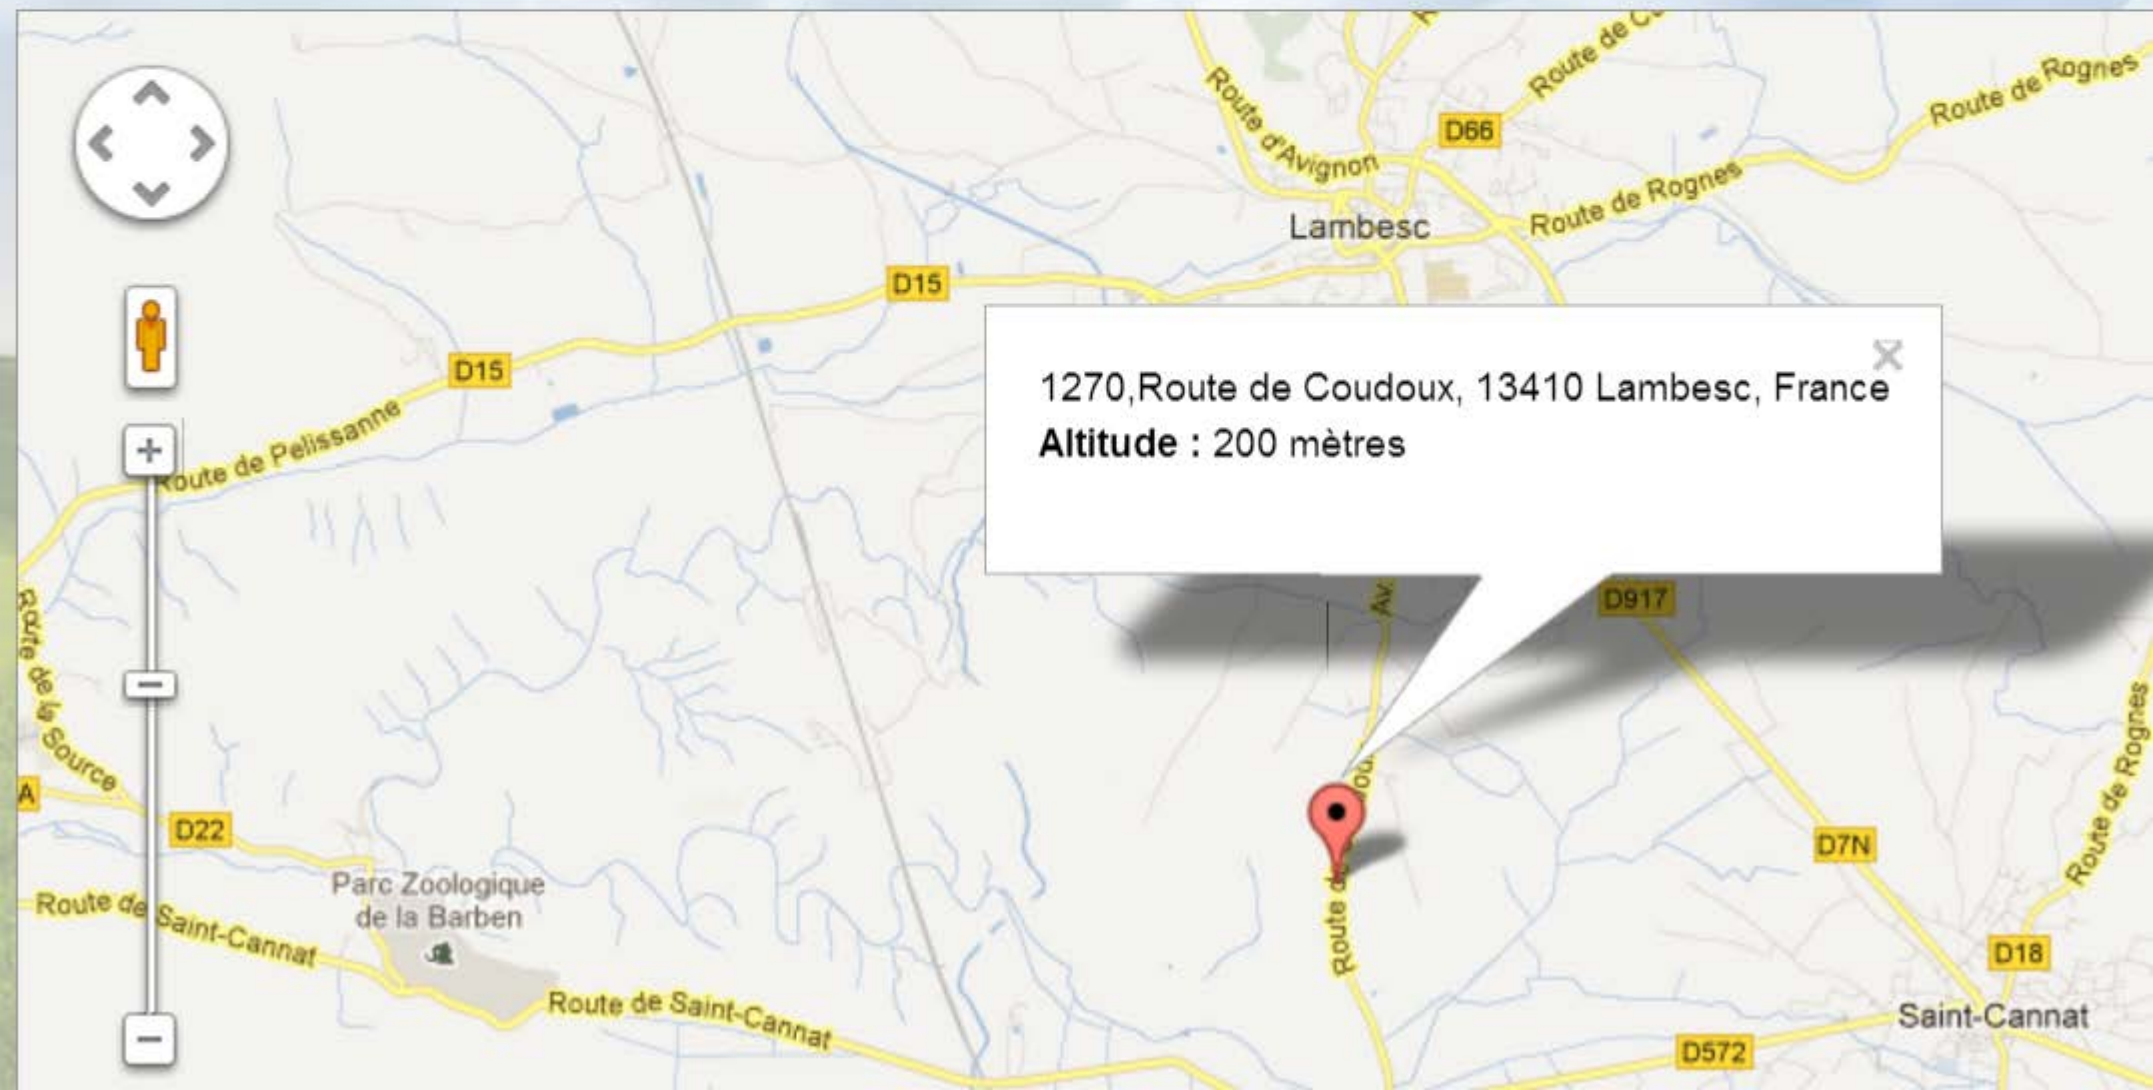 Route de Rognes
D66
Route d'Avignon
Route de Rognes
Lambesc
D15
D15
1270,Route de Coudoux, 13410 Lambesc, France
Altitude : 200 mètres
Route de Pelissanne
Av.
D917
Route de la Source
A
D22
D7N
Route de Rognes
Parc Zoologique
de la Barben
Route de Saint-Cannat
Route
D18
Route de Saint-Cannat
Saint-Cannat
D572